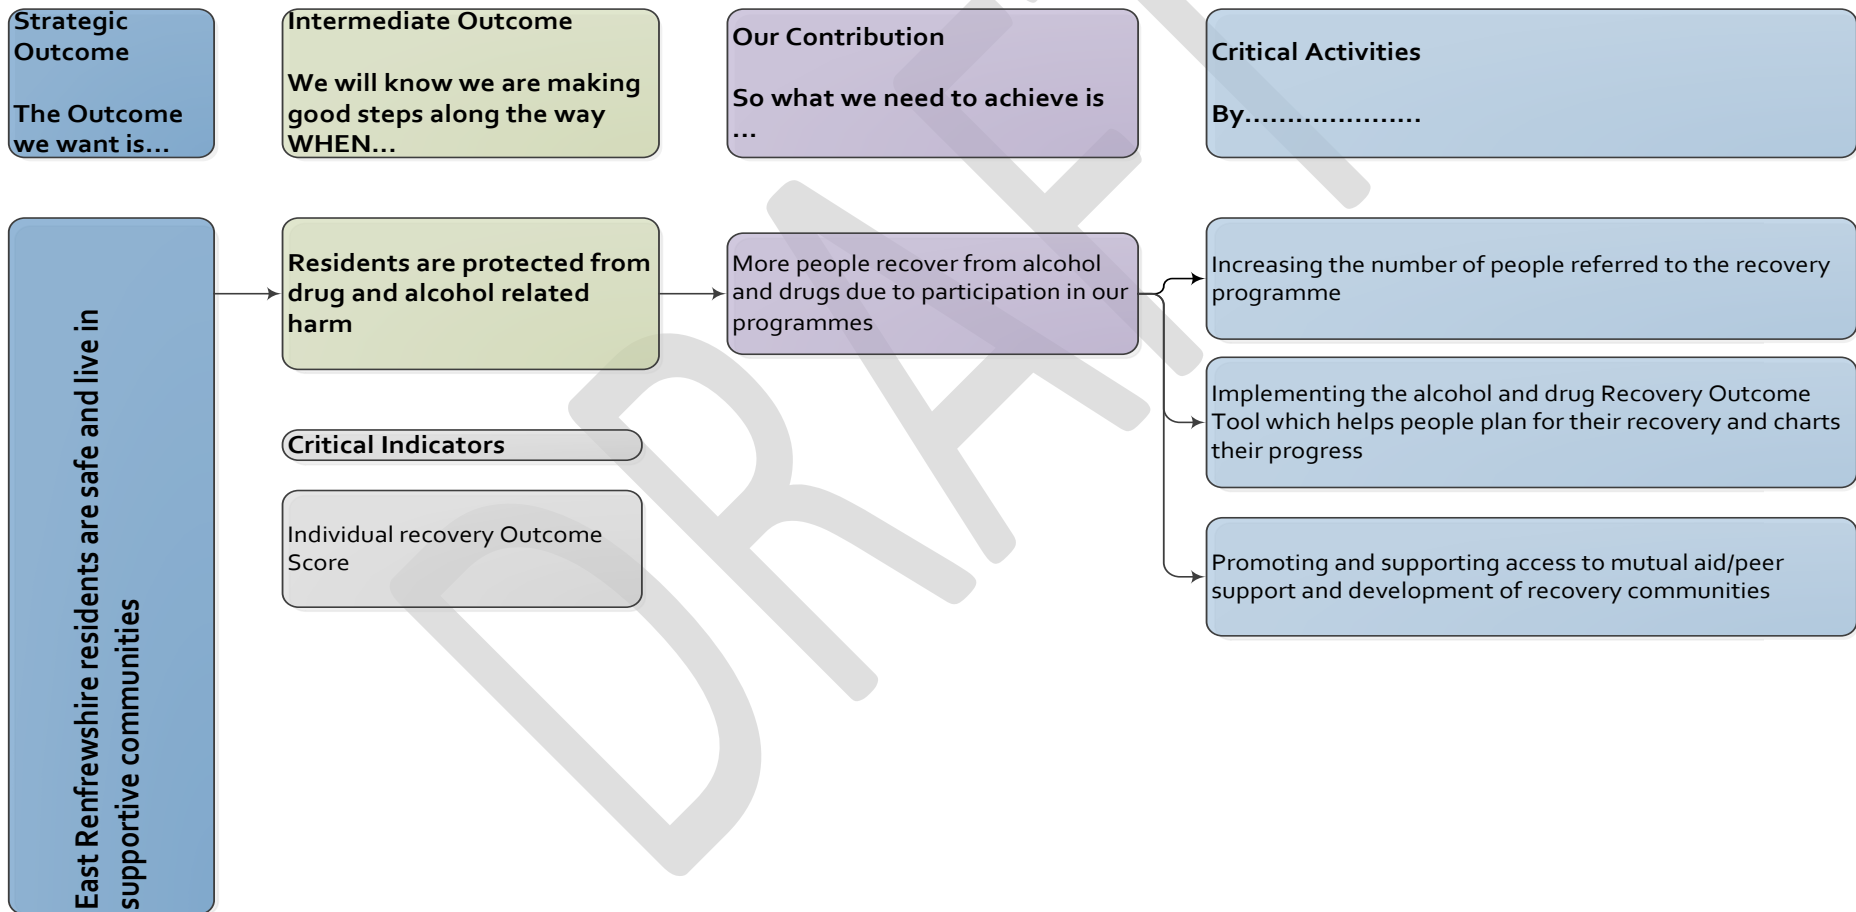 Strategic
Outcome
The Outcome
we want is...
Intermediate Outcome
We will know we are making
good steps along the way
WHEN...
Our Contribution
So what we need to achieve is
...
Critical Activities
By.....................
East Renfrewshire residents are safe and live in
supportive communities
Residents are protected from
drug and alcohol related
harm
Critical Indicators
Individual recovery Outcome
Score
More people recover from alcohol
and drugs due to participation in our
programmes
Increasing the number of people referred to the recovery
programme
Implementing the alcohol and drug Recovery Outcome
Tool which helps people plan for their recovery and charts
their progress
Promoting and supporting access to mutual aid/peer
support and development of recovery communities
DRAFT